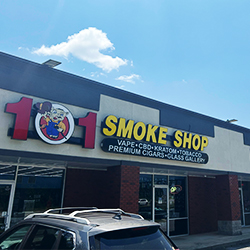 101 SMOKE SHOP
VAPE•CBD•KRATOM•TOBACCO
PREMIUM CIGARS•GLASS GALLERY